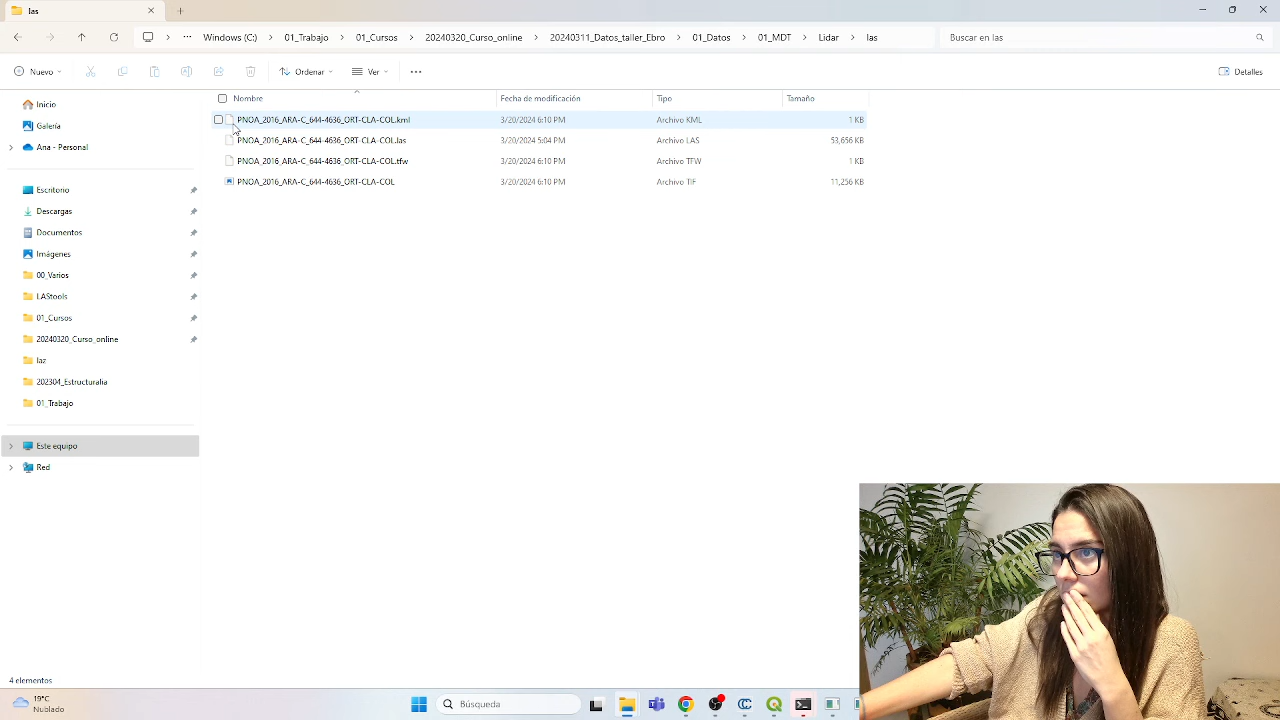 las
Windows (C:) > 01_Trabajo > 01_Cursos > 20240320_Curso_online > 20240311_Datos_taller_Ebro > 01_Datos > 01_MDT > Lidar > las
Buscar en las
Nuevo
Ordenar
Ver
Detalles
Nombre
Fecha de modificación
Tipo
Tamaño
PNOA_2016_ARA-C_644-4636_ORT-CLA-COL.kml
3/20/2024 6:10 PM
Archivo KML
1 KB
PNOA_2016_ARA-C_644-4636_ORT-CLA-COL.las
3/20/2024 5:04 PM
Archivo LAS
53,656 KB
PNOA_2016_ARA-C_644-4636_ORT-CLA-COL.tfw
3/20/2024 6:10 PM
Archivo TFW
1 KB
PNOA_2016_ARA-C_644-4636_ORT-CLA-COL
3/20/2024 6:10 PM
Archivo TIF
11,256 KB
Inicio
Galería
Ana - Personal
Escritorio
Descargas
Documentos
Imágenes
00_Varios
LAStools
01_Cursos
20240320_Curso_online
laz
202304_Estructuralia
01_Trabajo
Este equipo
Red
4 elementos
19°C
Nublado
Búsqueda